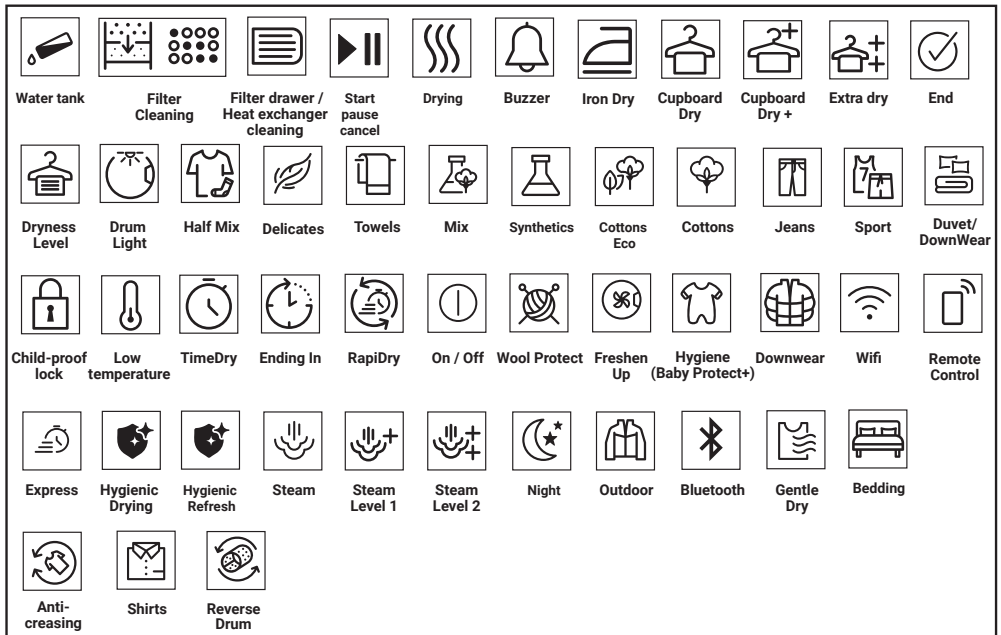 Water tank
Filter
Cleaning
Filter drawer /
Heat exchanger
cleaning
Start
pause
cancel
Drying
Buzzer
Iron Dry
Cupboard
Dry
Cupboard
Dry +
Extra dry
End
Dryness
Level
Drum
Light
Half Mix
Delicates
Towels
Mix
Synthetics
Cottons
Eco
Cottons
Jeans
7
Sport
Duvet/
DownWear
Child-proof
lock
Low
temperature
TimeDry
Ending In
RapiDry
On / Off
Wool Protect
Freshen
Up
Hygiene
(Baby Protect+)
Downwear
Wifi
Remote
Control
Express
Hygienic
Drying
Hygienic
Refresh
Steam
Steam
Level 1
Steam
Level 2
Night
Outdoor
Bluetooth
Gentle
Dry
Bedding
Anti-
creasing
Shirts
Reverse
Drum